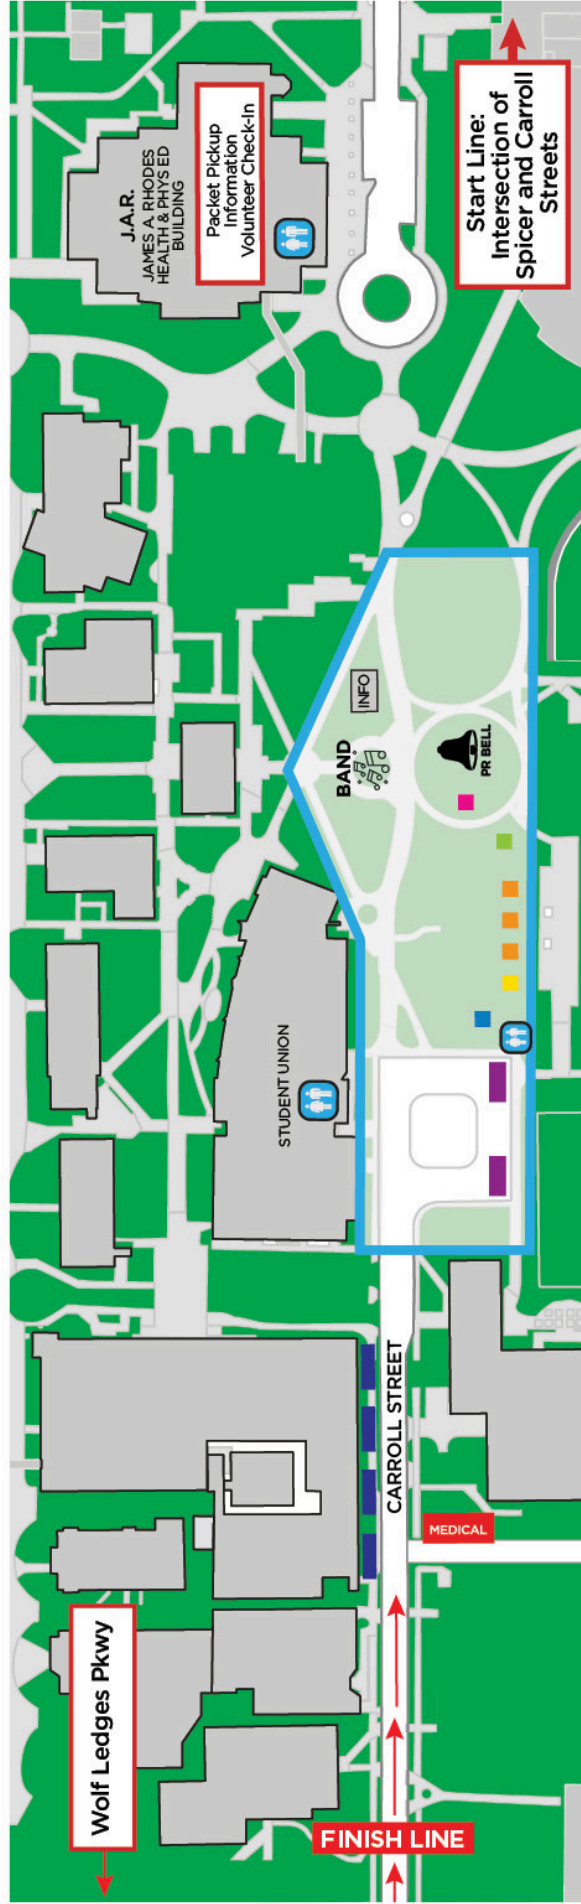 Start Line:
Intersection of
Spicer and Carroll
Streets
J.A.R.
JAMES A. RHODES
HEALTH & PHYS ED
BUILDING
Packet Pickup
Information
Volunteer Check-In
INFO
BAND
PR BELL
STUDENT UNION
CARROLL STREET
MEDICAL
Wolf Ledges Pkwy
FINISH LINE